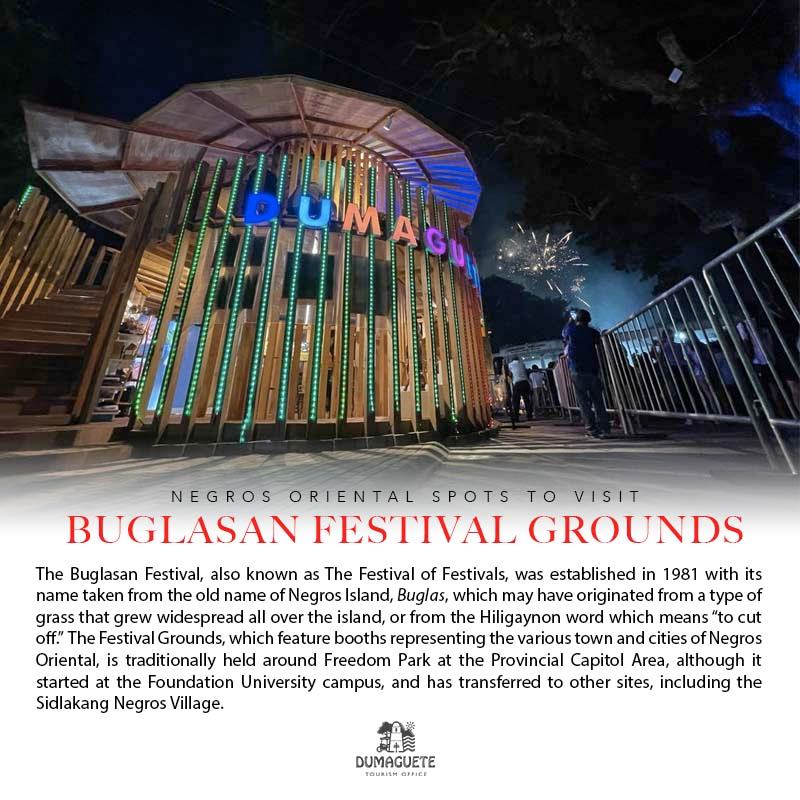 DUMAGU
NEGROS ORIENTAL SPOTS TO VISIT
BUGLASAN FESTIVAL GROUNDS
The Buglasan Festival, also known as The Festival of Festivals, was established in 1981 with its
name taken from the old name of Negros Island, Buglas, which may have originated from a type of
grass that grew widespread all over the island, or from the Hiligaynon word which means “to cut
off.” The Festival Grounds, which feature booths representing the various town and cities of Negros
Oriental, is traditionally held around Freedom Park at the Provincial Capitol Area, although it
started at the Foundation University campus, and has transferred to other sites, including the
Sidlakang Negros Village.
DUMAGUETE
TOURISM OFFICE